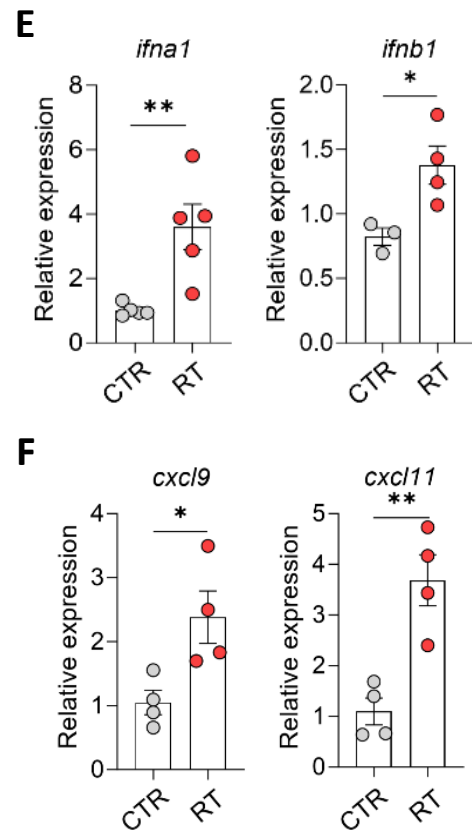 E
ifna1
ifnb1
Relative expression
8
6
4
2
0
**
CTR
RT
Relative expression
2.0
1.5
1.0
0.5
0.0
*
CTR
RT
F
cxcl9
cxcl11
Relative expression
4
3
2
1
0
*
CTR
RT
Relative expression
5
4
3
2
1
0
**
CTR
RT